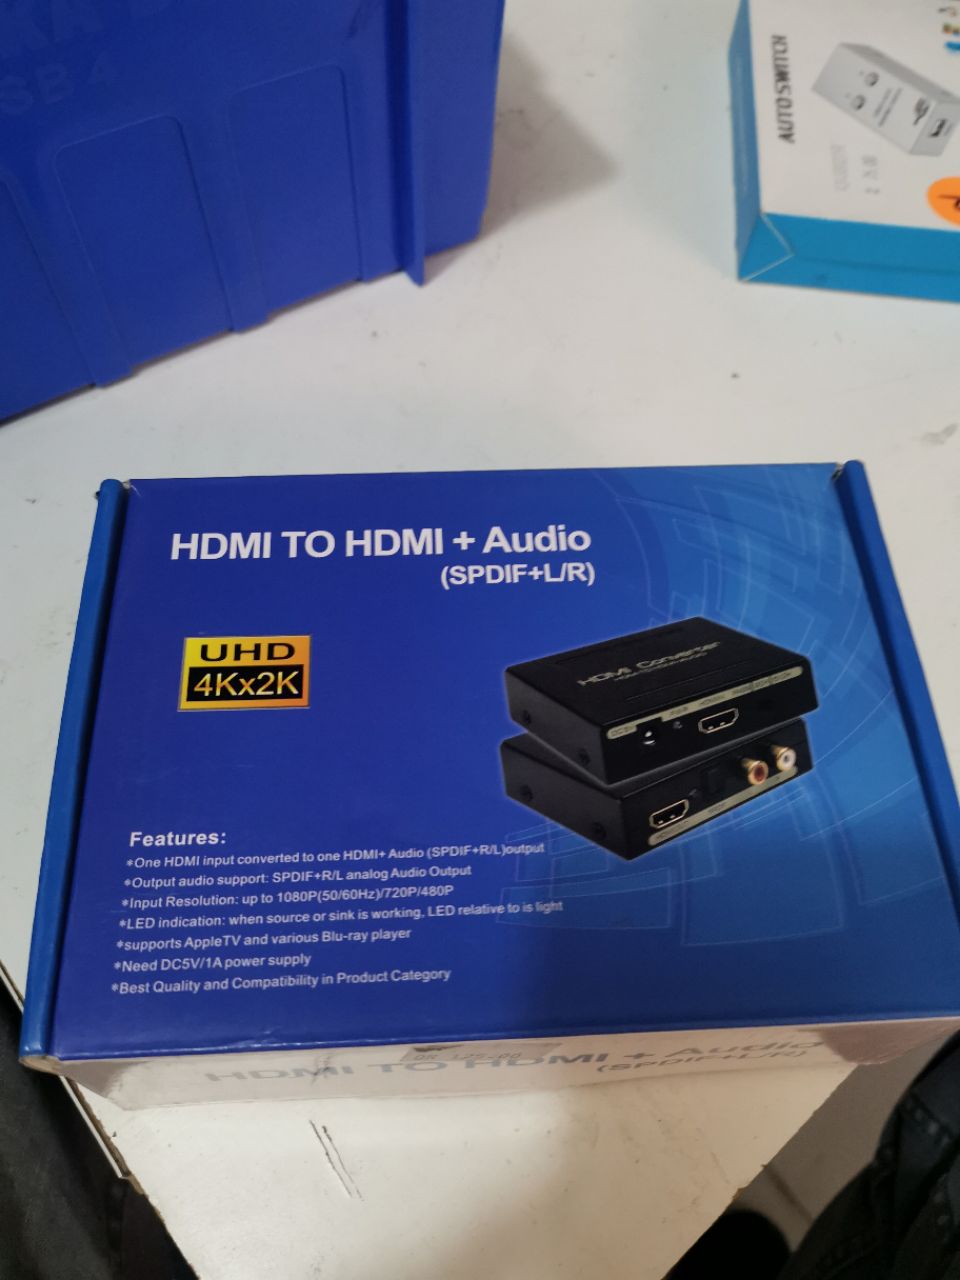 AUTO SWITCH
HDMI TO HDMI + Audio
(SPDIF+L/R)
UHD
4Kx2K
HDMI Converter
Features:
*One HDMI input converted to one HDMI+ Audio (SPDIF+R/L)output
*Output audio support: SPDIF+R/L analog Audio Output
*Input Resolution: up to 1080P(50/60Hz)/720P/480P
*LED indication: when source or sink is working, LED relative to is light
*supports AppleTV and various Blu-ray player
*Need DC5V/1A power supply
*Best Quality and Compatibility in Product Category
HDMI TO HDMI + Audio
(SPDIF+L/R)